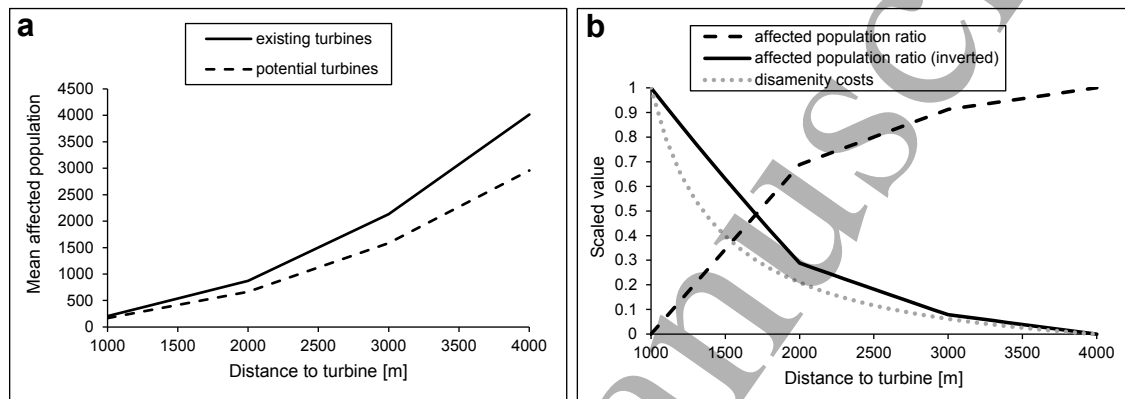 a
existing turbines
potential turbines
4500
4000
3500
3000
2500
2000
1500
1000
500
0
Mean affected population
1000 1500 2000 2500 3000 3500 4000
Distance to turbine [m]
b
affected population ratio
affected population ratio (inverted)
disamenity costs
1
0.9
0.8
0.7
0.6
0.5
0.4
0.3
0.2
0.1
0
Scaled value
1000 1500 2000 2500 3000 3500 4000
Distance to turbine [m]